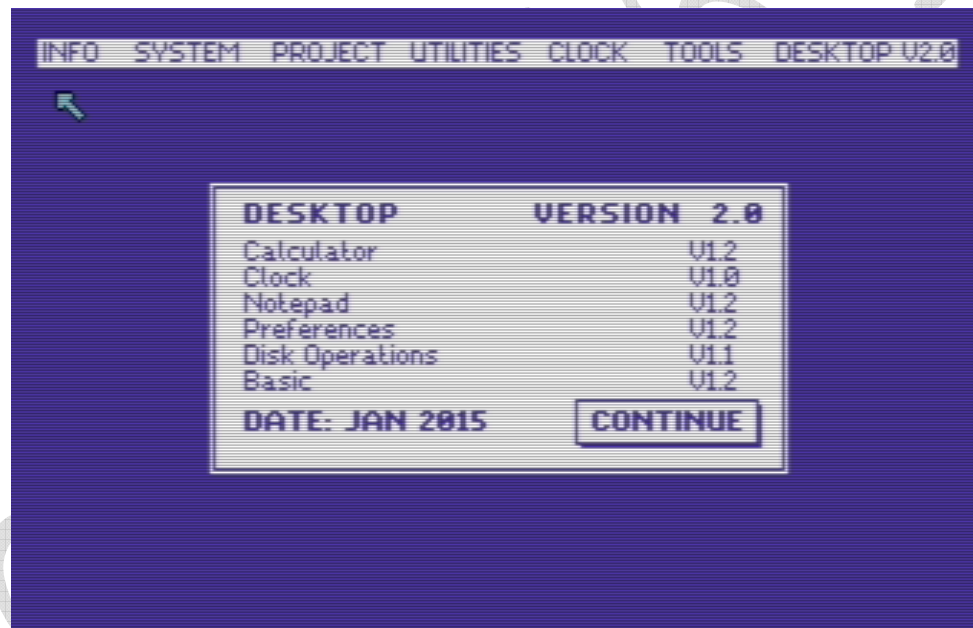 INFO SYSTEM PROJECT UTILITIES CLOCK TOOLS DESKTOP V2.0
DESKTOP VERSION 2.0
Calculator V1.2
Clock V1.0
Notepad V1.2
Preferences V1.2
Disk Operations V1.1
Basic V1.2
DATE: JAN 2015 CONTINUE